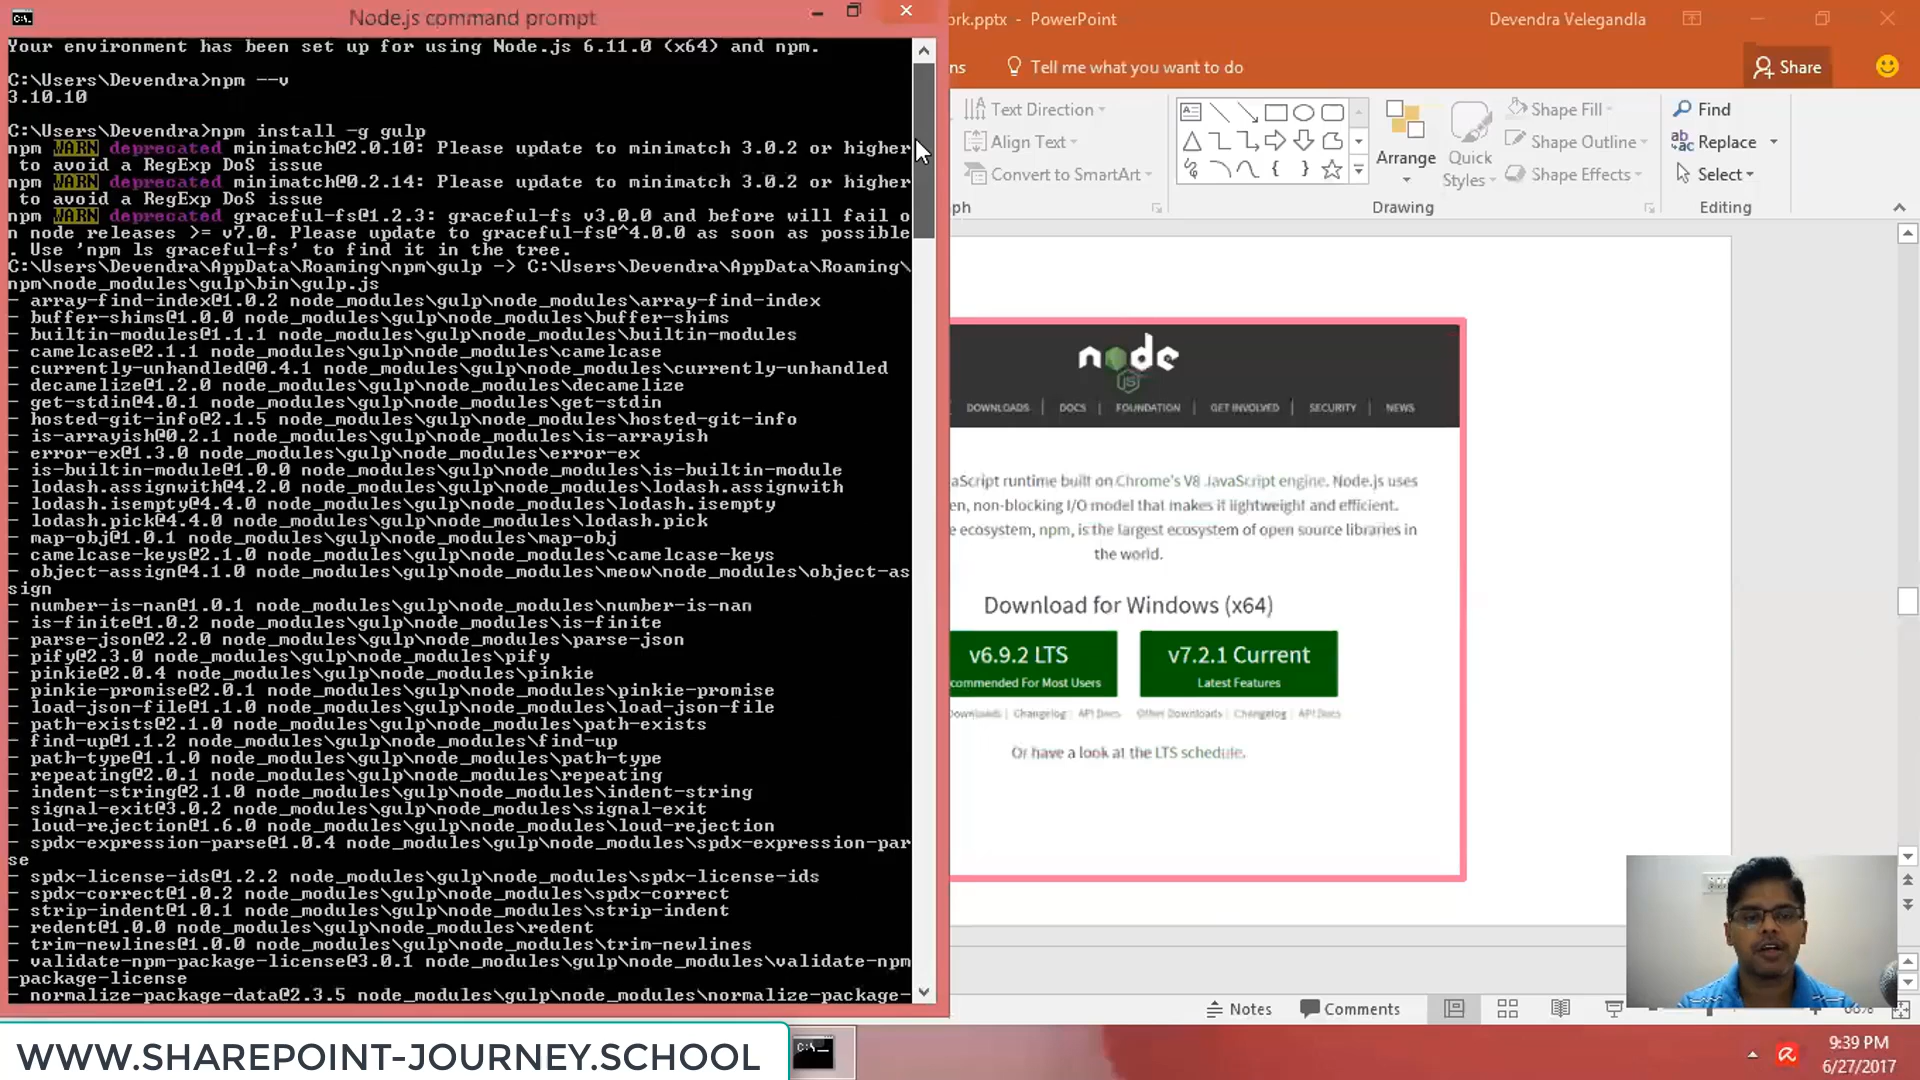 Node.js command prompt
Your environment has been set up for using Node.js 6.11.0 (x64) and npm.
C:\Users\Devendra>npm --v
3.10.10
C:\Users\Devendra>npm install -g gulp
npm WARN deprecated minimatch@2.0.10: Please update to minimatch 3.0.2 or higher
to avoid a RegExp DoS issue
npm WARN deprecated minimatch@0.2.14: Please update to minimatch 3.0.2 or higher
to avoid a RegExp DoS issue
npm WARN deprecated graceful-fs@1.2.3: graceful-fs v3.0.0 and before will fail o
n node releases >= v7.0. Please update to graceful-fs@^4.0.0 as soon as possible
. Use 'npm ls graceful-fs' to find it in the tree.
C:\Users\Devendra\AppData\Roaming\npm\gulp -> C:\Users\Devendra\AppData\Roaming\
npm\node_modules\gulp\bin\gulp.js
- array-find-index@1.0.2 node_modules\gulp\node_modules\array-find-index
- buffer-shims@1.0.0 node_modules\gulp\node_modules\buffer-shims
- builtin-modules@1.1.1 node_modules\gulp\node_modules\builtin-modules
- camelcase@2.1.1 node_modules\gulp\node_modules\camelcase
- currently-unhandled@0.4.1 node_modules\gulp\node_modules\currently-unhandled
- decamelize@1.2.0 node_modules\gulp\node_modules\decamelize
- get-stdin@4.0.1 node_modules\gulp\node_modules\get-stdin
- hosted-git-info@2.1.5 node_modules\gulp\node_modules\hosted-git-info
- is-arrayish@0.2.1 node_modules\gulp\node_modules\is-arrayish
- error-ex@1.3.0 node_modules\gulp\node_modules\error-ex
- is-builtin-module@1.0.0 node_modules\gulp\node_modules\is-builtin-module
- lodash.assignwith@4.2.0 node_modules\gulp\node_modules\lodash.assignwith
- lodash.isempty@4.4.0 node_modules\gulp\node_modules\lodash.isempty
- lodash.pick@4.4.0 node_modules\gulp\node_modules\lodash.pick
- map-obj@1.0.1 node_modules\gulp\node_modules\map-obj
- camelcase-keys@2.1.0 node_modules\gulp\node_modules\camelcase-keys
- object-assign@4.1.0 node_modules\gulp\node_modules\meow\node_modules\object-as
sign
- number-is-nan@1.0.1 node_modules\gulp\node_modules\number-is-nan
- is-finite@1.0.2 node_modules\gulp\node_modules\is-finite
- parse-json@2.2.0 node_modules\gulp\node_modules\parse-json
- pify@2.3.0 node_modules\gulp\node_modules\pify
- pinkie@2.0.4 node_modules\gulp\node_modules\pinkie
- pinkie-promise@2.0.1 node_modules\gulp\node_modules\pinkie-promise
- load-json-file@1.1.0 node_modules\gulp\node_modules\load-json-file
- path-exists@2.1.0 node_modules\gulp\node_modules\path-exists
- find-up@1.1.2 node_modules\gulp\node_modules\find-up
- path-type@1.1.0 node_modules\gulp\node_modules\path-type
- repeating@2.0.1 node_modules\gulp\node_modules\repeating
- indent-string@2.1.0 node_modules\gulp\node_modules\indent-string
- signal-exit@3.0.2 node_modules\gulp\node_modules\signal-exit
- loud-rejection@1.6.0 node_modules\gulp\node_modules\loud-rejection
- spdx-expression-parse@1.0.4 node_modules\gulp\node_modules\spdx-expression-par
se
- spdx-license-ids@1.2.2 node_modules\gulp\node_modules\spdx-license-ids
- spdx-correct@1.0.2 node_modules\gulp\node_modules\spdx-correct
- strip-indent@1.0.1 node_modules\gulp\node_modules\strip-indent
- redent@1.0.0 node_modules\gulp\node_modules\redent
- trim-newlines@1.0.0 node_modules\gulp\node_modules\trim-newlines
- validate-npm-package-license@3.0.1 node_modules\gulp\node_modules\validate-npm
-package-license
- normalize-package-data@2.3.5 node_modules\gulp\node_modules\normalize-package-
ork.pptx - PowerPoint
Devendra Velegandla
ns
Tell me what you want to do
Share
Text Direction
Align Text
Convert to SmartArt
ph
Arrange
Quick Styles
Shape Fill
Shape Outline
Shape Effects
Drawing
Find
Replace
Select
Editing
node
JS
DOWNLOADS | DOCS | FOUNDATION | GET INVOLVED | SECURITY | NEWS
aScript runtime built on Chrome's V8 JavaScript engine. Node.js uses
en, non-blocking I/O model that makes it lightweight and efficient.
e ecosystem, npm, is the largest ecosystem of open source libraries in
the world.
Download for Windows (x64)
v6.9.2 LTS
commended For Most Users
v7.2.1 Current
Latest Features
Downloads | Changelog | API Docs
Other Downloads | Changelog | API Docs
Or have a look at the LTS schedule.
Notes
Comments
WWW.SHAREPOINT-JOURNEY.SCHOOL
9:39 PM
6/27/2017